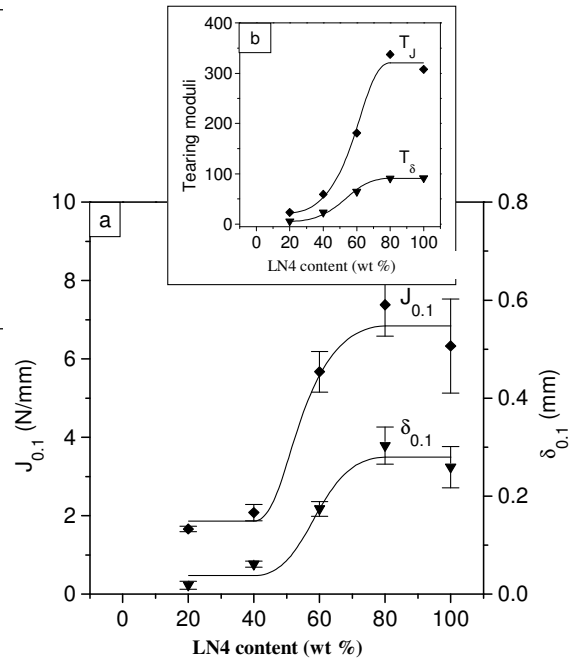 b
400
300
200
100
0
Tearing moduli
T_J
T_δ
0 20 40 60 80 100
LN4 content (wt %)
a
10
8
6
4
2
0
J_0.1 (N/mm)
0.8
0.6
0.4
0.2
0.0
δ_0.1 (mm)
J_0.1
δ_0.1
0 20 40 60 80 100
LN4 content (wt %)